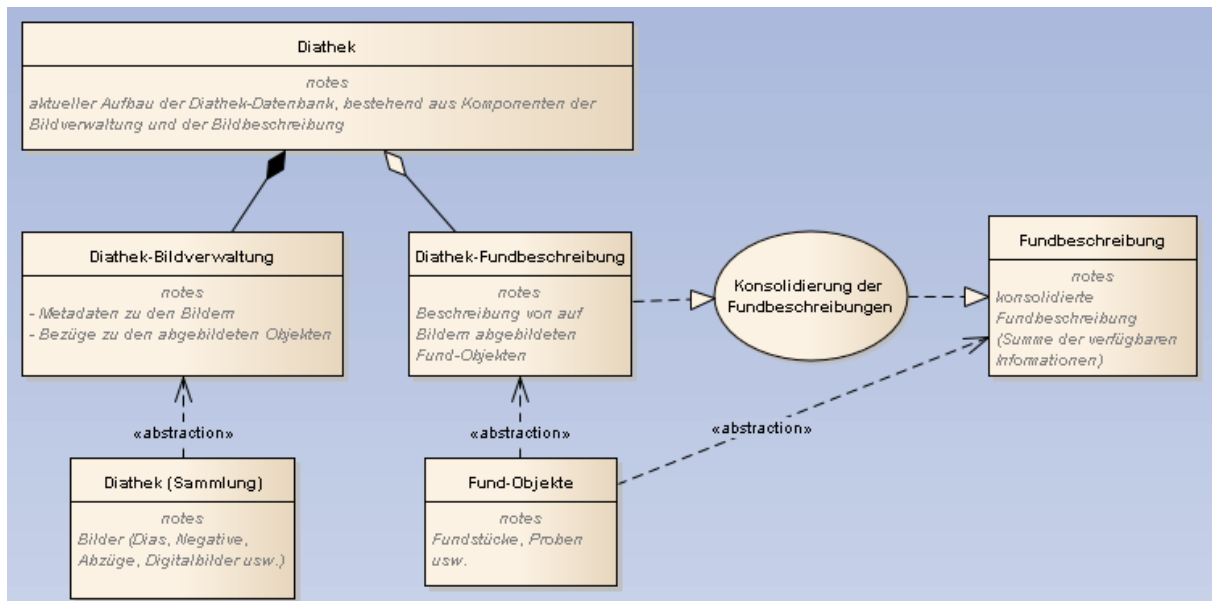 Diathek
notes
aktueller Aufbau der Diathek-Datenbank, bestehend aus Komponenten der
Bildverwaltung und der Bildbeschreibung
Diathek-Bildverwaltung
notes
- Metadaten zu den Bildern
- Bezüge zu den abgebildeten Objekten
Diathek-Fundbeschreibung
notes
Beschreibung von auf
Bildern abgebildeten
Fund-Objekten
Konsolidierung der
Fundbeschreibungen
Fundbeschreibung
notes
konsolidierte
Fundbeschreibung
(Summe der verfügbaren
Informationen)
«abstraction»
«abstraction»
«abstraction»
Diathek (Sammlung)
notes
Bilder (Dias, Negative,
Abzüge, Digitalbilder usw.)
Fund-Objekte
notes
Fundstücke, Proben
usw.